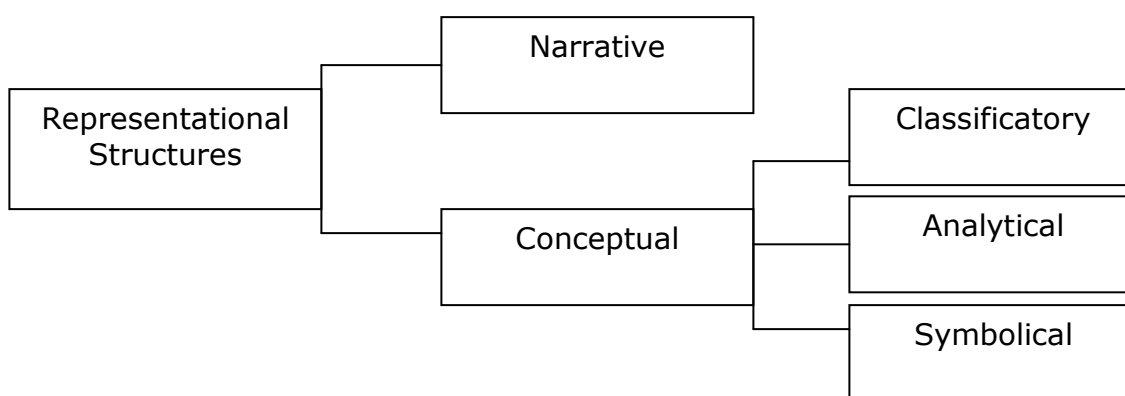 Narrative
Representational
Structures
Classificatory
Conceptual
Analytical
Symbolical